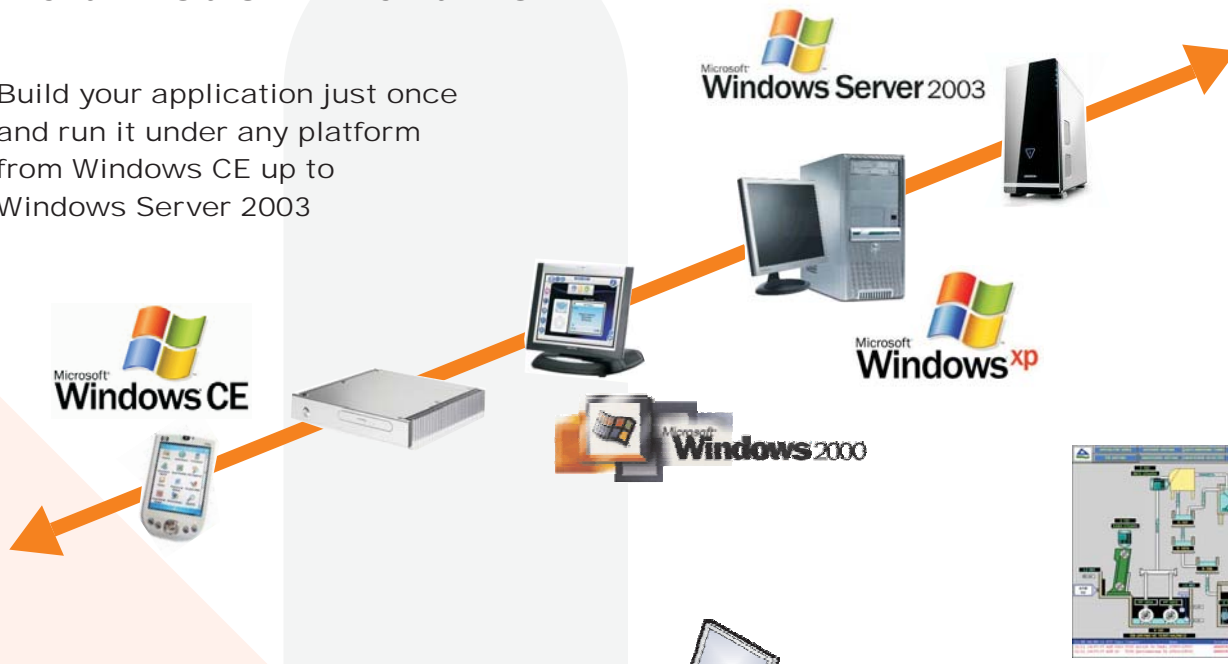 Build your application just once
and run it under any platform
from Windows CE up to
Windows Server 2003
Microsoft
Windows Server 2003
Microsoft
Windows CE
Microsoft
Windows xp
Microsoft
Windows 2000